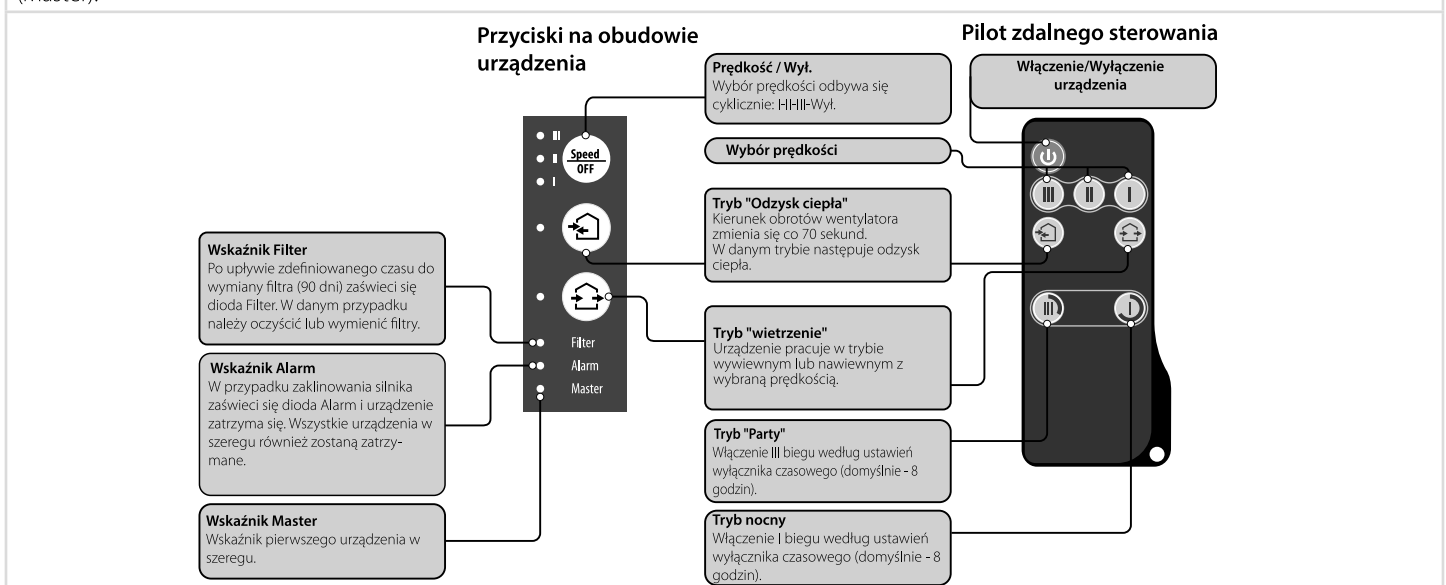 (master).
Przyciski na obudowie
urządzenia
Pilot zdalnego sterowania
Prędkość / Wył.
Wybór prędkości odbywa się
cyklicznie: I-II-III-Wył.
Włączenie/Wyłączenie
urządzenia
Wybór prędkości
III
II
I
Speed
OFF
III
II
I
Tryb "Odzysk ciepła"
Kierunek obrotów wentylatora
zmienia się co 70 sekund.
W danym trybie następuje odzysk
ciepła.
Wskaźnik Filter
Po upływie zdefiniowanego czasu do
wymiany filtra (90 dni) zaświeci się
dioda Filter. W danym przypadku
należy oczyścić lub wymienić filtry.
Filter
Alarm
Master
Tryb "wietrzenie"
Urządzenie pracuje w trybie
wywiewnym lub nawiewnym z
wybraną prędkością.
III
I
Wskaźnik Alarm
W przypadku zaklinowania silnika
zaświeci się dioda Alarm i urządzenie
zatrzyma się. Wszystkie urządzenia w
szeregu również zostaną zatrzy-
mane.
Tryb "Party"
Włączenie III biegu według ustawień
wyłącznika czasowego (domyślnie - 8
godzin).
Wskaźnik Master
Wskaźnik pierwszego urządzenia w
szeregu.
Tryb nocny
Włączenie I biegu według ustawień
wyłącznika czasowego (domyślnie - 8
godzin).